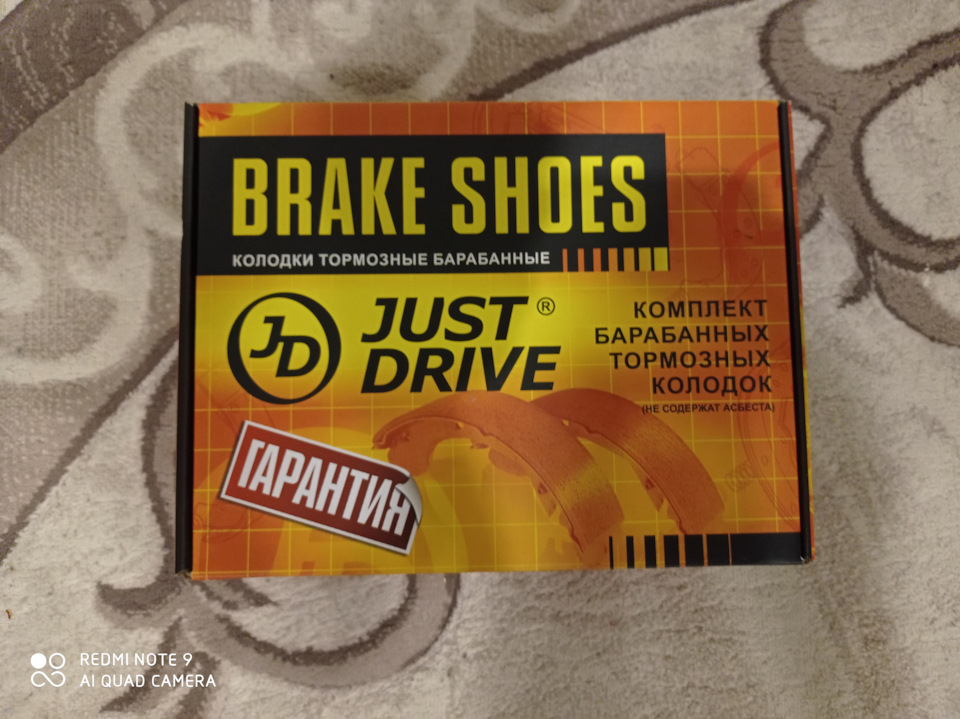 BRAKE SHOES
КОЛОДКИ ТОРМОЗНЫЕ БАРАБАННЫЕ
JD
JUST ®
DRIVE
КОМПЛЕКТ
БАРАБАННЫХ
ТОРМОЗНЫХ
КОЛОДОК
(НЕ СОДЕРЖАТ АСБЕСТА)
ГАРАНТИЯ
REDMI NOTE 9
AI QUAD CAMERA